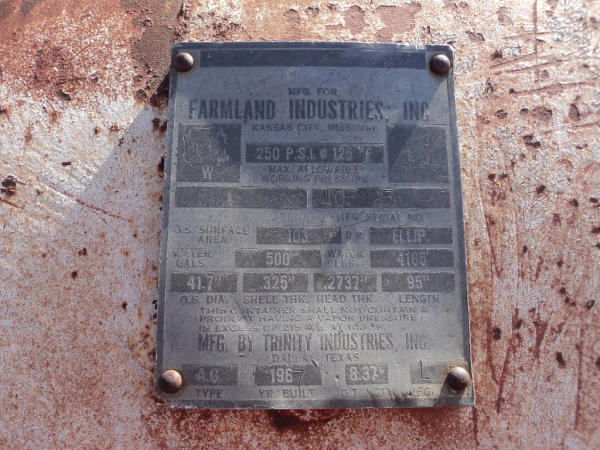 MFG. FOR
FARMLAND INDUSTRIES, INC
KANSAS CITY, MISSOURI
250 P.S.I. @ 125 °F
MAX. ALLOWABLE
WORKING PRESSURE
W
MFG. SERIAL NO.
O.S. SURFACE
AREA 103 ELLIP.
WATER
GALS. 500 WATER 4165
41.7" .325" .2737" 95"
O.S. DIA. SHELL THK. HEAD THK. LENGTH
THIS CONTAINER SHALL NOT CONTAIN A
PRODUCT HAVING A VAPOR PRESSURE
IN EXCESS OF 215 AT 100 °F
MFG. BY TRINITY INDUSTRIES, INC.
DALLAS, TEXAS
A.G. 1967 8.37 L
TYPE YR. BUILT